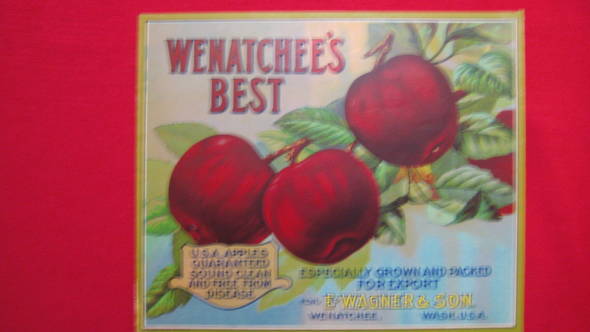 WENATCHEE'S
BEST
U.S.A. APPLES
GUARANTEED
SOUND CLEAN
AND FREE FROM
DISEASE
ESPECIALLY GROWN AND PACKED
FOR EXPORT
E. WAGNER & SON.
WENATCHEE. WASH. U.S.A.